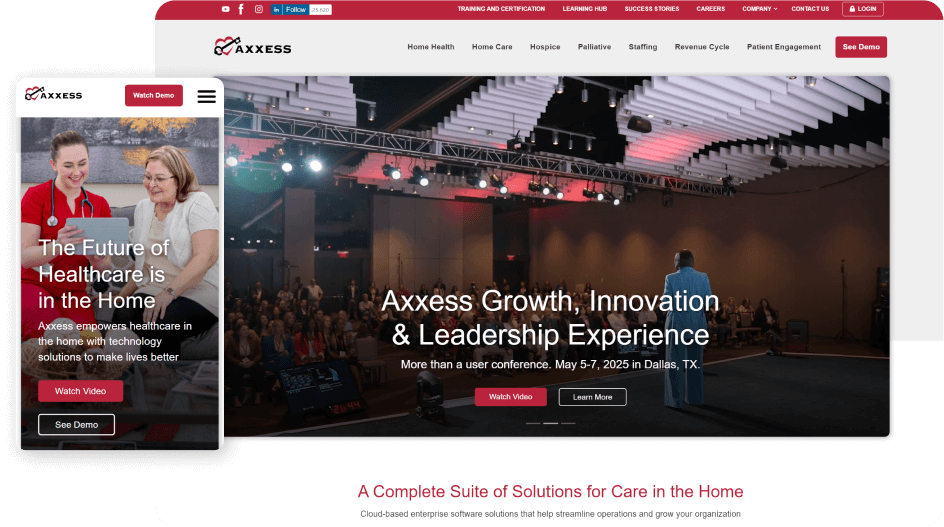 in Follow 25,620
TRAINING AND CERTIFICATION LEARNING HUB SUCCESS STORIES CAREERS COMPANY CONTACT US LOGIN
AXXESS
Home Health Home Care Hospice Palliative Staffing Revenue Cycle Patient Engagement See Demo
Axxess Growth, Innovation
& Leadership Experience
More than a user conference. May 5-7, 2025 in Dallas, TX.
Watch Video Learn More
A Complete Suite of Solutions for Care in the Home
Cloud-based enterprise software solutions that help streamline operations and grow your organization
AXXESS Watch Demo
The Future of
Healthcare is
in the Home
Axxess empowers healthcare in
the home with technology
solutions to make lives better
Watch Video
See Demo